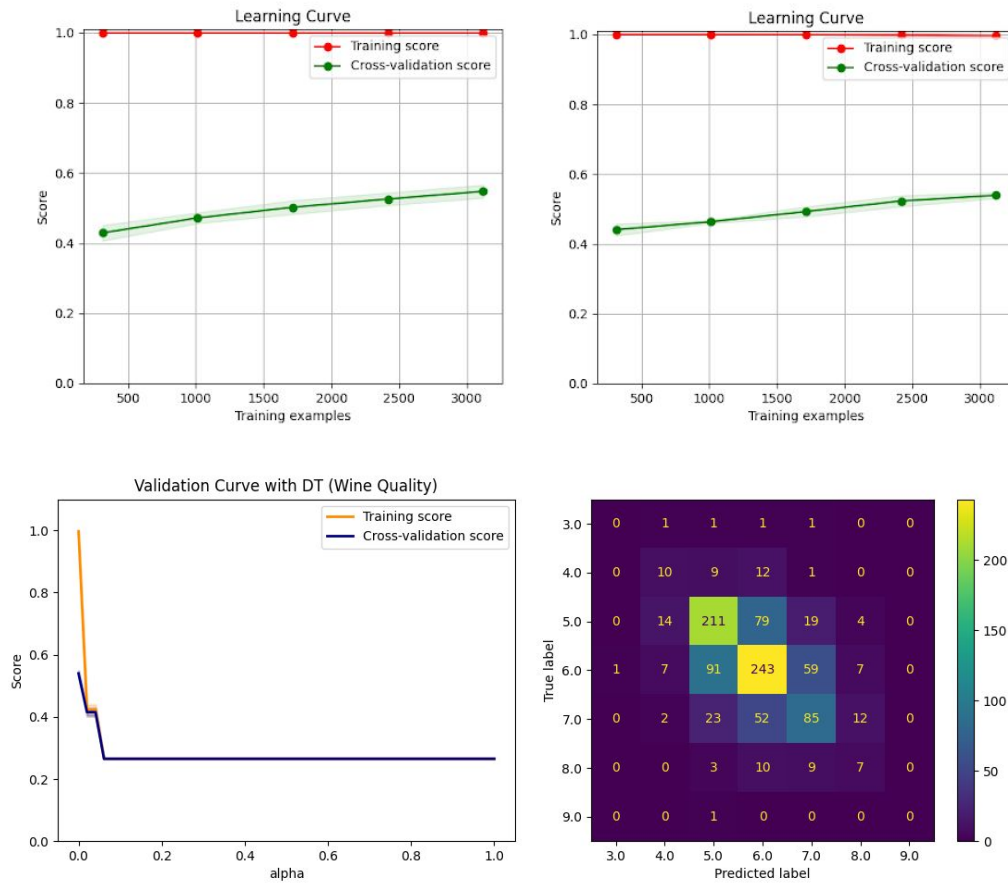 Learning Curve
1.0
0.8
0.6
0.4
0.2
0.0
Score
Training score
Cross-validation score
500 1000 1500 2000 2500 3000
Training examples
Learning Curve
1.0
0.8
0.6
0.4
0.2
0.0
Score
Training score
Cross-validation score
500 1000 1500 2000 2500 3000
Training examples
Validation Curve with DT (Wine Quality)
1.0
0.8
0.6
0.4
0.2
0.0
Score
Training score
Cross-validation score
0.0 0.2 0.4 0.6 0.8 1.0
alpha
True label
3.0 0 1 1 1 1 0 0
4.0 0 10 9 12 1 0 0
5.0 0 14 211 79 19 4 0
6.0 1 7 91 243 59 7 0
7.0 0 2 23 52 85 12 0
8.0 0 0 3 10 9 7 0
9.0 0 0 1 0 0 0 0
3.0 4.0 5.0 6.0 7.0 8.0 9.0
Predicted label
200
150
100
50
0